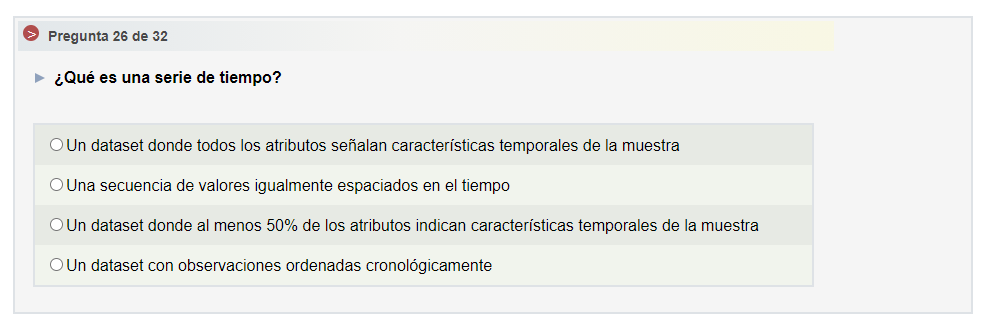 Pregunta 26 de 32
¿Qué es una serie de tiempo?
Un dataset donde todos los atributos señalan características temporales de la muestra
Una secuencia de valores igualmente espaciados en el tiempo
Un dataset donde al menos 50% de los atributos indican características temporales de la muestra
Un dataset con observaciones ordenadas cronológicamente